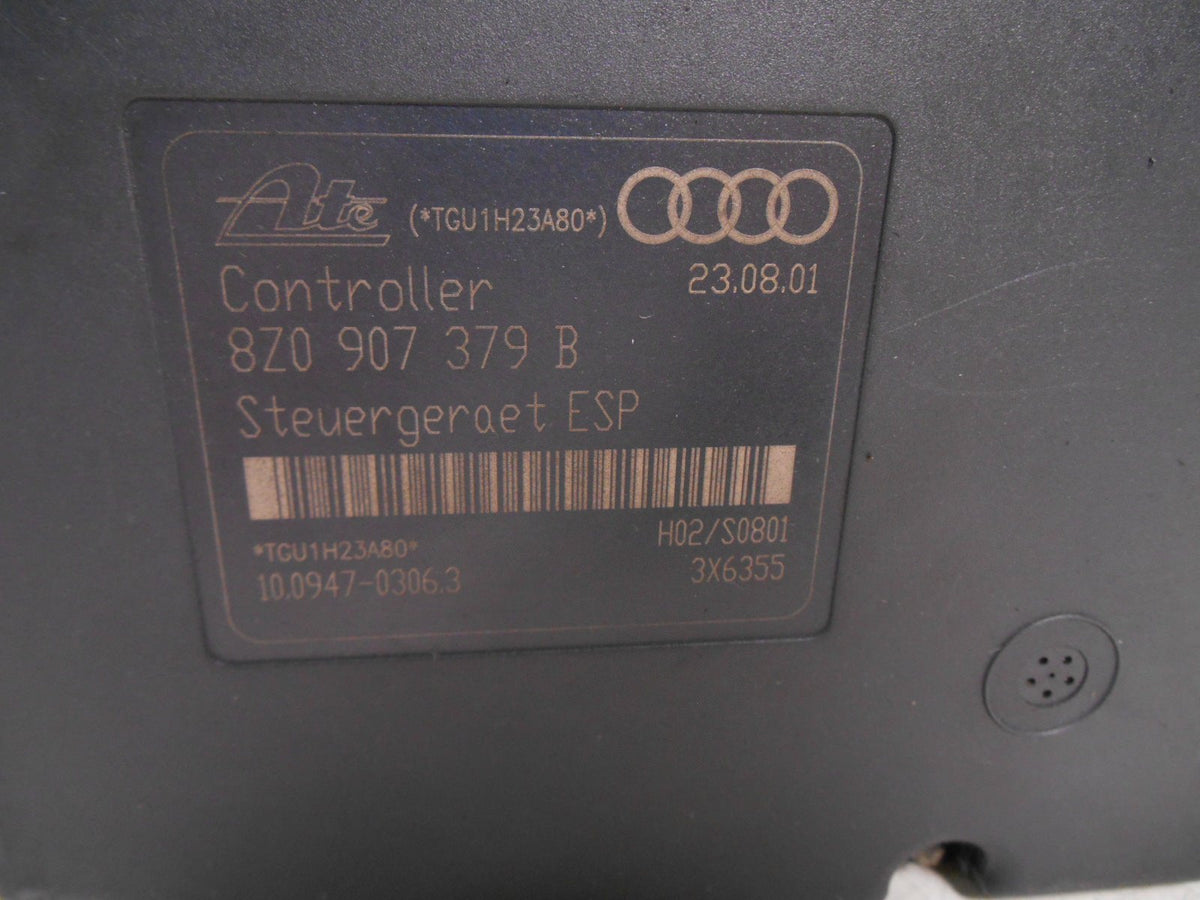 Ate (*TGU1H23A80*)
23.08.01
Controller
8Z0 907 379 B
Steuergeraet ESP
H02/S0801
*TGU1H23A80*
3X6355
10.0947-0306.3